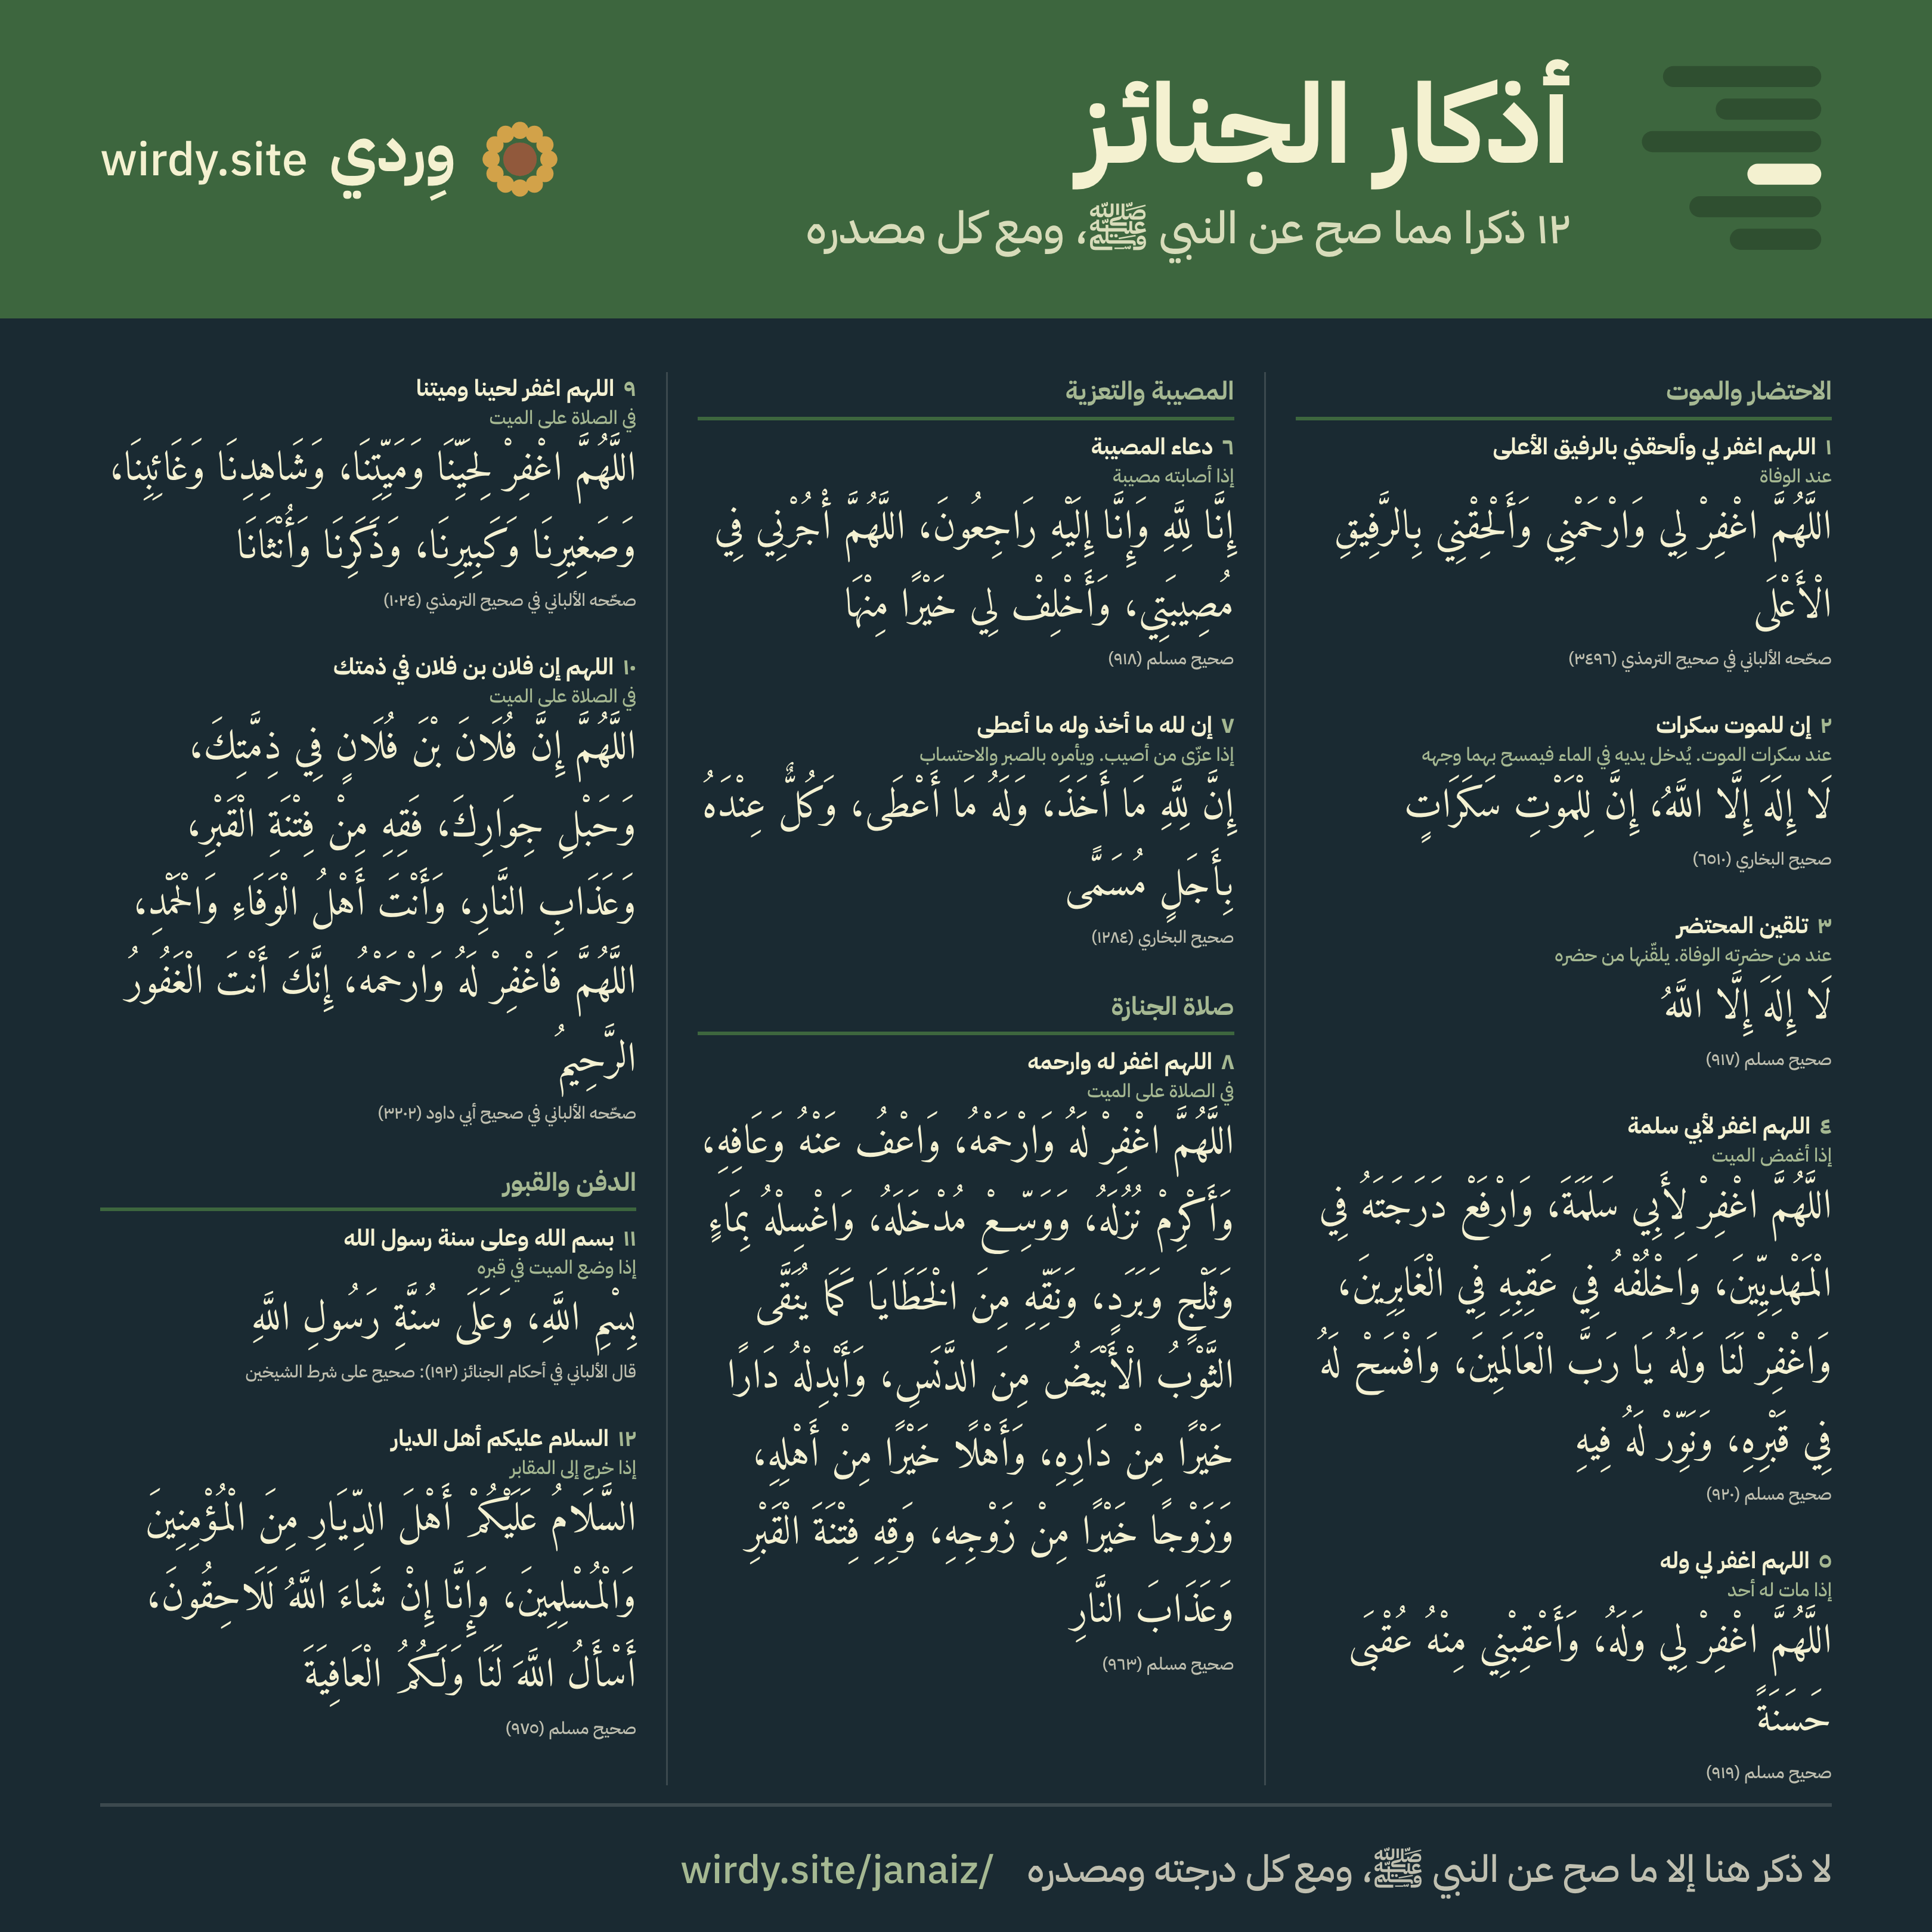 أذكار الجنائز
١٢ ذكرا مما صح عن النبي ﷺ، ومع كل مصدره
وِردي wirdy.site
الاحتضار والموت
١ اللهم اغفر لي وألحقني بالرفيق الأعلى
عند الوفاة
اللَّهُمَّ اغْفِرْ لِي وَارْحَمْنِي وَأَلْحِقْنِي بِالرَّفِيقِ
الْأَعْلَى
صحّحه الألباني في صحيح الترمذي (٣٤٩٦)
٢ إن للموت سكرات
عند سكرات الموت. يُدخل يديه في الماء فيمسح بهما وجهه
لَا إِلَهَ إِلَّا اللَّهُ، إِنَّ لِلْمَوْتِ سَكَرَاتٍ
صحيح البخاري (٦٥١٠)
٣ تلقين المحتضر
عند من حضرته الوفاة. يلقّنها من حضره
لَا إِلَهَ إِلَّا اللَّهُ
صحيح مسلم (٩١٧)
٤ اللهم اغفر لأبي سلمة
إذا أغمض الميت
اللَّهُمَّ اغْفِرْ لِأَبِي سَلَمَةَ، وَارْفَعْ دَرَجَتَهُ فِي
الْمَهْدِيِّينَ، وَاخْلُفْهُ فِي عَقِبِهِ فِي الْغَابِرِينَ،
وَاغْفِرْ لَنَا وَلَهُ يَا رَبَّ الْعَالَمِينَ، وَافْسَحْ لَهُ
فِي قَبْرِهِ، وَنَوِّرْ لَهُ فِيهِ
صحيح مسلم (٩٢٠)
٥ اللهم اغفر لي وله
إذا مات له أحد
اللَّهُمَّ اغْفِرْ لِي وَلَهُ، وَأَعْقِبْنِي مِنْهُ عُقْبَى
حَسَنَةً
صحيح مسلم (٩١٩)
المصيبة والتعزية
٦ دعاء المصيبة
إذا أصابته مصيبة
إِنَّا لِلَّهِ وَإِنَّا إِلَيْهِ رَاجِعُونَ، اللَّهُمَّ أْجُرْنِي فِي
مُصِيبَتِي، وَأَخْلِفْ لِي خَيْرًا مِنْهَا
صحيح مسلم (٩١٨)
٧ إن لله ما أخذ وله ما أعطى
إذا عزّى من أصيب. ويأمره بالصبر والاحتساب
إِنَّ لِلَّهِ مَا أَخَذَ، وَلَهُ مَا أَعْطَى، وَكُلٌّ عِنْدَهُ
بِأَجَلٍ مُسَمًّى
صحيح البخاري (١٢٨٤)
صلاة الجنازة
٨ اللهم اغفر له وارحمه
في الصلاة على الميت
اللَّهُمَّ اغْفِرْ لَهُ وَارْحَمْهُ، وَاعْفُ عَنْهُ وَعَافِهِ،
وَأَكْرِمْ نُزُلَهُ، وَوَسِّعْ مُدْخَلَهُ، وَاغْسِلْهُ بِمَاءٍ
وَثَلْجٍ وَبَرَدٍ، وَنَقِّهِ مِنَ الْخَطَايَا كَمَا يُنَقَّى
الثَّوْبُ الْأَبْيَضُ مِنَ الدَّنَسِ، وَأَبْدِلْهُ دَارًا
خَيْرًا مِنْ دَارِهِ، وَأَهْلًا خَيْرًا مِنْ أَهْلِهِ،
وَزَوْجًا خَيْرًا مِنْ زَوْجِهِ، وَقِهِ فِتْنَةَ الْقَبْرِ
وَعَذَابَ النَّارِ
صحيح مسلم (٩٦٣)
٩ اللهم اغفر لحينا وميتنا
في الصلاة على الميت
اللَّهُمَّ اغْفِرْ لِحَيِّنَا وَمَيِّتِنَا، وَشَاهِدِنَا وَغَائِبِنَا،
وَصَغِيرِنَا وَكَبِيرِنَا، وَذَكَرِنَا وَأُنْثَانَا
صحّحه الألباني في صحيح الترمذي (١٠٢٤)
١٠ اللهم إن فلان بن فلان في ذمتك
في الصلاة على الميت
اللَّهُمَّ إِنَّ فُلَانَ بْنَ فُلَانٍ فِي ذِمَّتِكَ،
وَحَبْلِ جِوَارِكَ، فَقِهِ مِنْ فِتْنَةِ الْقَبْرِ،
وَعَذَابِ النَّارِ، وَأَنْتَ أَهْلُ الْوَفَاءِ وَالْحَمْدِ،
اللَّهُمَّ فَاغْفِرْ لَهُ وَارْحَمْهُ، إِنَّكَ أَنْتَ الْغَفُورُ
الرَّحِيمُ
صحّحه الألباني في صحيح أبي داود (٣٢٠٢)
الدفن والقبور
١١ بسم الله وعلى سنة رسول الله
إذا وضع الميت في قبره
بِسْمِ اللَّهِ، وَعَلَى سُنَّةِ رَسُولِ اللَّهِ
قال الألباني في أحكام الجنائز (١٩٢): صحيح على شرط الشيخين
١٢ السلام عليكم أهل الديار
إذا خرج إلى المقابر
السَّلَامُ عَلَيْكُمْ أَهْلَ الدِّيَارِ مِنَ الْمُؤْمِنِينَ
وَالْمُسْلِمِينَ، وَإِنَّا إِنْ شَاءَ اللَّهُ لَلَاحِقُونَ،
أَسْأَلُ اللَّهَ لَنَا وَلَكُمُ الْعَافِيَةَ
صحيح مسلم (٩٧٥)
لا ذكر هنا إلا ما صح عن النبي ﷺ، ومع كل درجته ومصدره wirdy.site/janaiz/